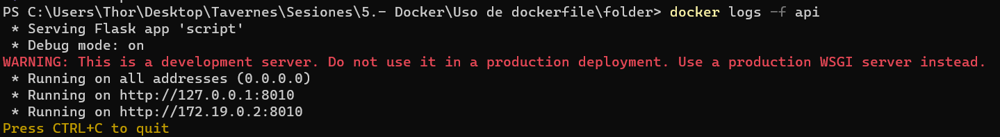 PS C:\Users\Thor\Desktop\Tavernes\Sesiones\5.- Docker\Uso de dockerfile\folder> docker logs -f api
 * Serving Flask app 'script'
 * Debug mode: on
WARNING: This is a development server. Do not use it in a production deployment. Use a production WSGI server instead.
 * Running on all addresses (0.0.0.0)
 * Running on http://127.0.0.1:8010
 * Running on http://172.19.0.2:8010
Press CTRL+C to quit